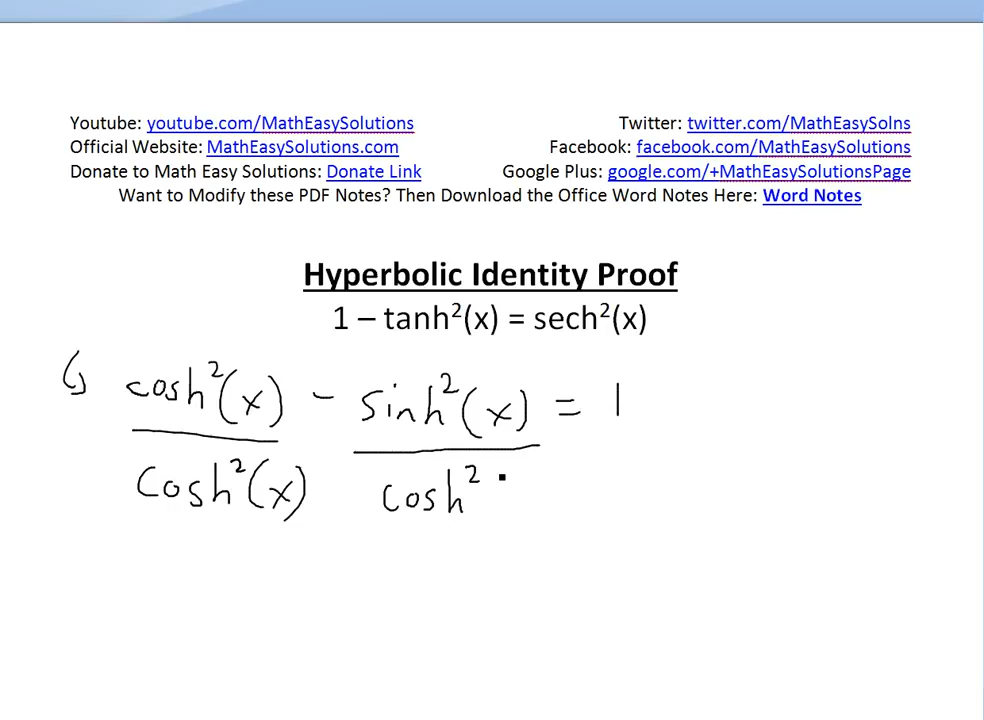 Youtube: youtube.com/MathEasySolutions Twitter: twitter.com/MathEasySolns
Official Website: MathEasySolutions.com Facebook: facebook.com/MathEasySolutions
Donate to Math Easy Solutions: Donate Link Google Plus: google.com/+MathEasySolutionsPage
Want to Modify these PDF Notes? Then Download the Office Word Notes Here: Word Notes
Hyperbolic Identity Proof
1 – tanh²(x) = sech²(x)
↳ cosh²(x) - sinh²(x) = 1
cosh²(x) cosh²